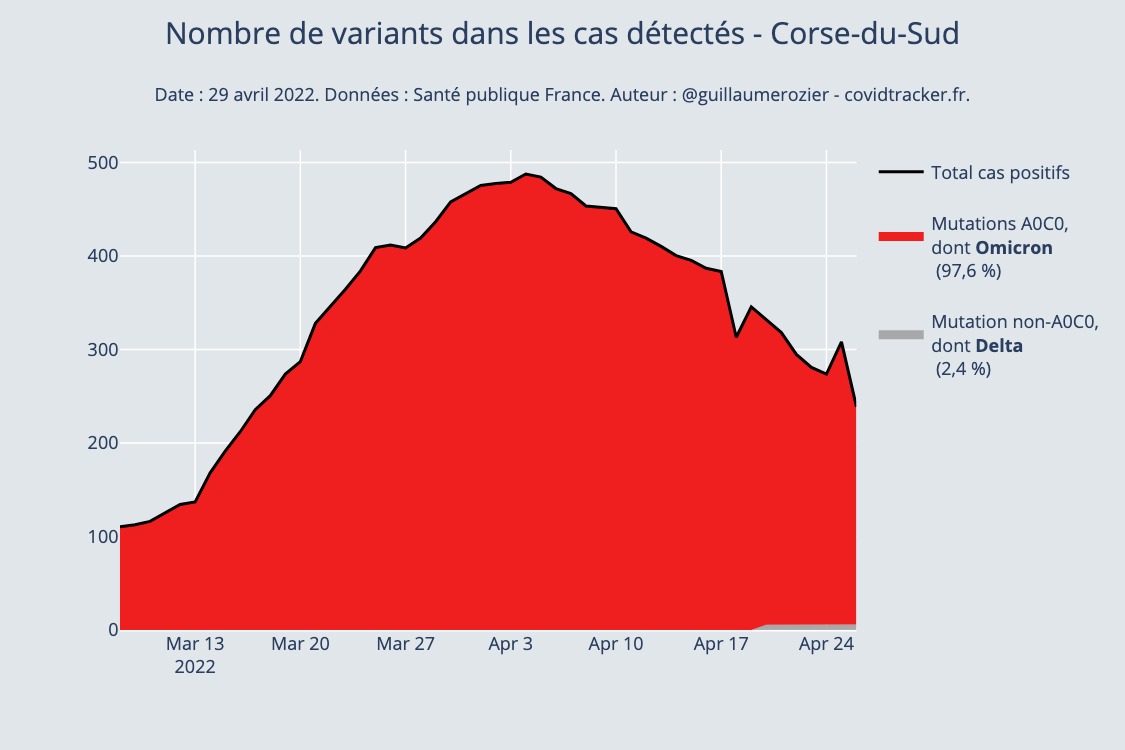 Nombre de variants dans les cas détectés - Corse-du-Sud
Date : 29 avril 2022. Données : Santé publique France. Auteur : @guillaumerozier - covidtracker.fr.
500
400
300
200
100
0
Mar 13
2022
Mar 20
Mar 27
Apr 3
Apr 10
Apr 17
Apr 24
Total cas positifs
Mutations A0C0,
dont Omicron
(97,6 %)
Mutation non-A0C0,
dont Delta
(2,4 %)